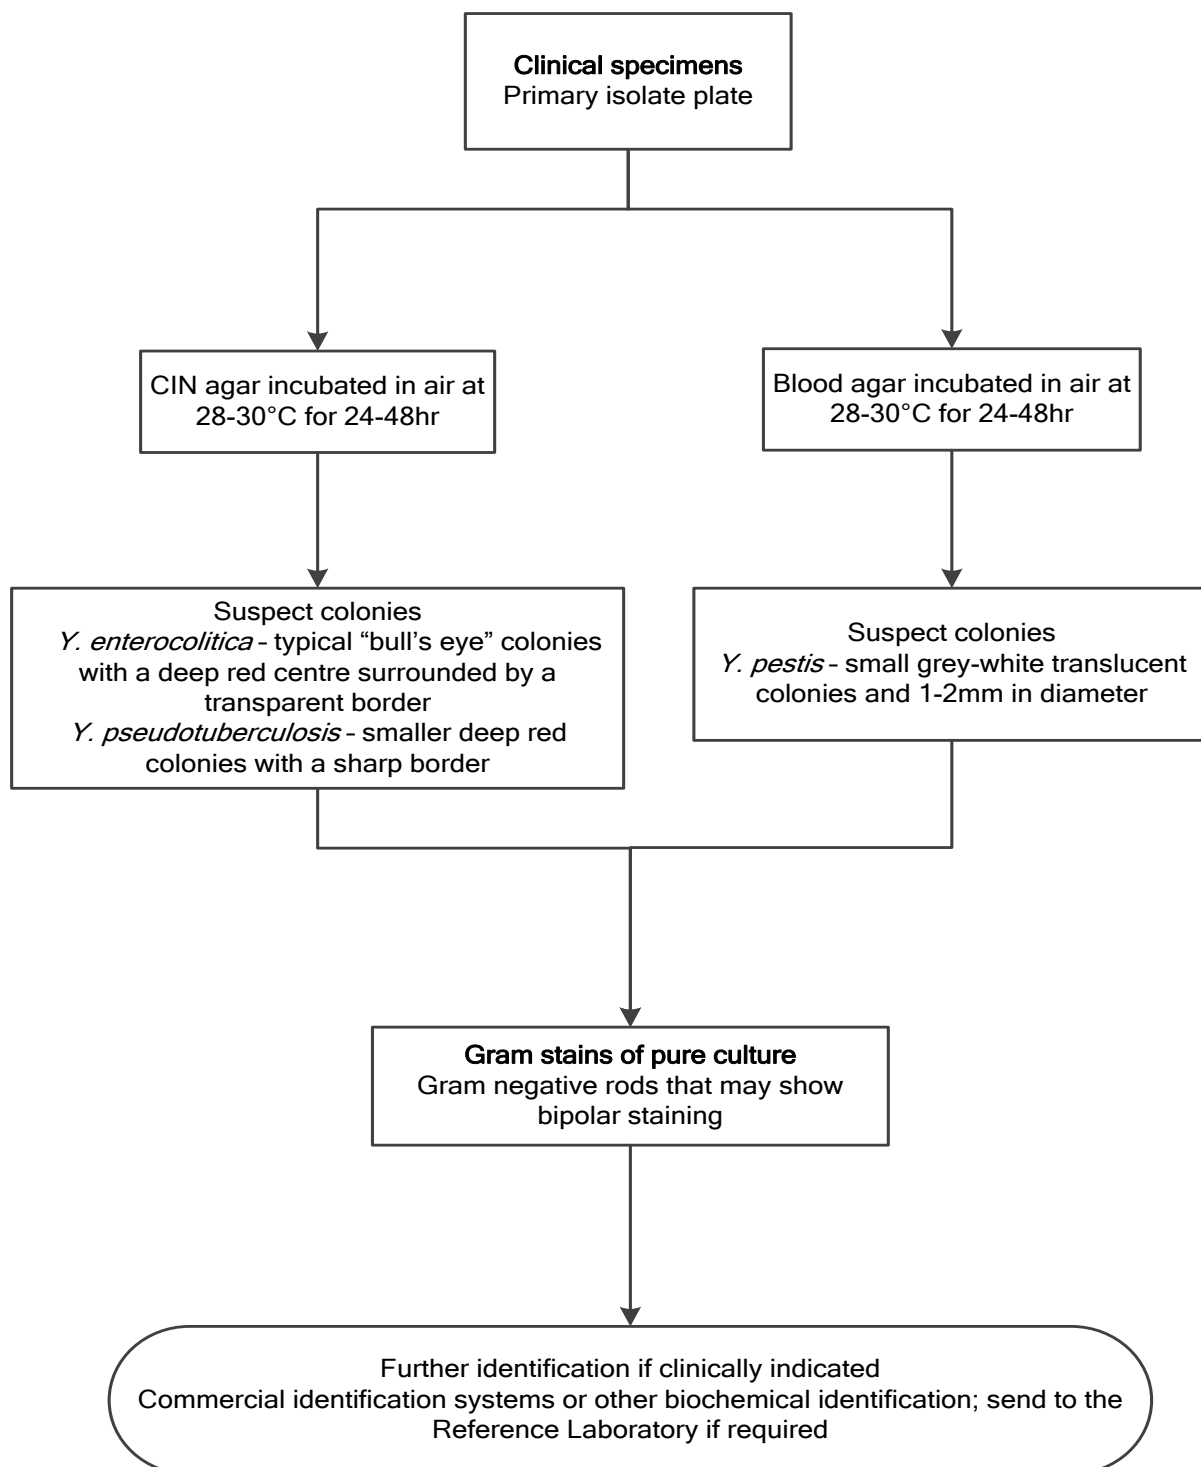 Clinical specimens
Primary isolate plate
CIN agar incubated in air at
28-30°C for 24-48hr
Blood agar incubated in air at
28-30°C for 24-48hr
Suspect colonies
Y. enterocolitica - typical “bull’s eye” colonies
with a deep red centre surrounded by a
transparent border
Y. pseudotuberculosis - smaller deep red
colonies with a sharp border
Suspect colonies
Y. pestis - small grey-white translucent
colonies and 1-2mm in diameter
Gram stains of pure culture
Gram negative rods that may show
bipolar staining
Further identification if clinically indicated
Commercial identification systems or other biochemical identification; send to the
Reference Laboratory if required